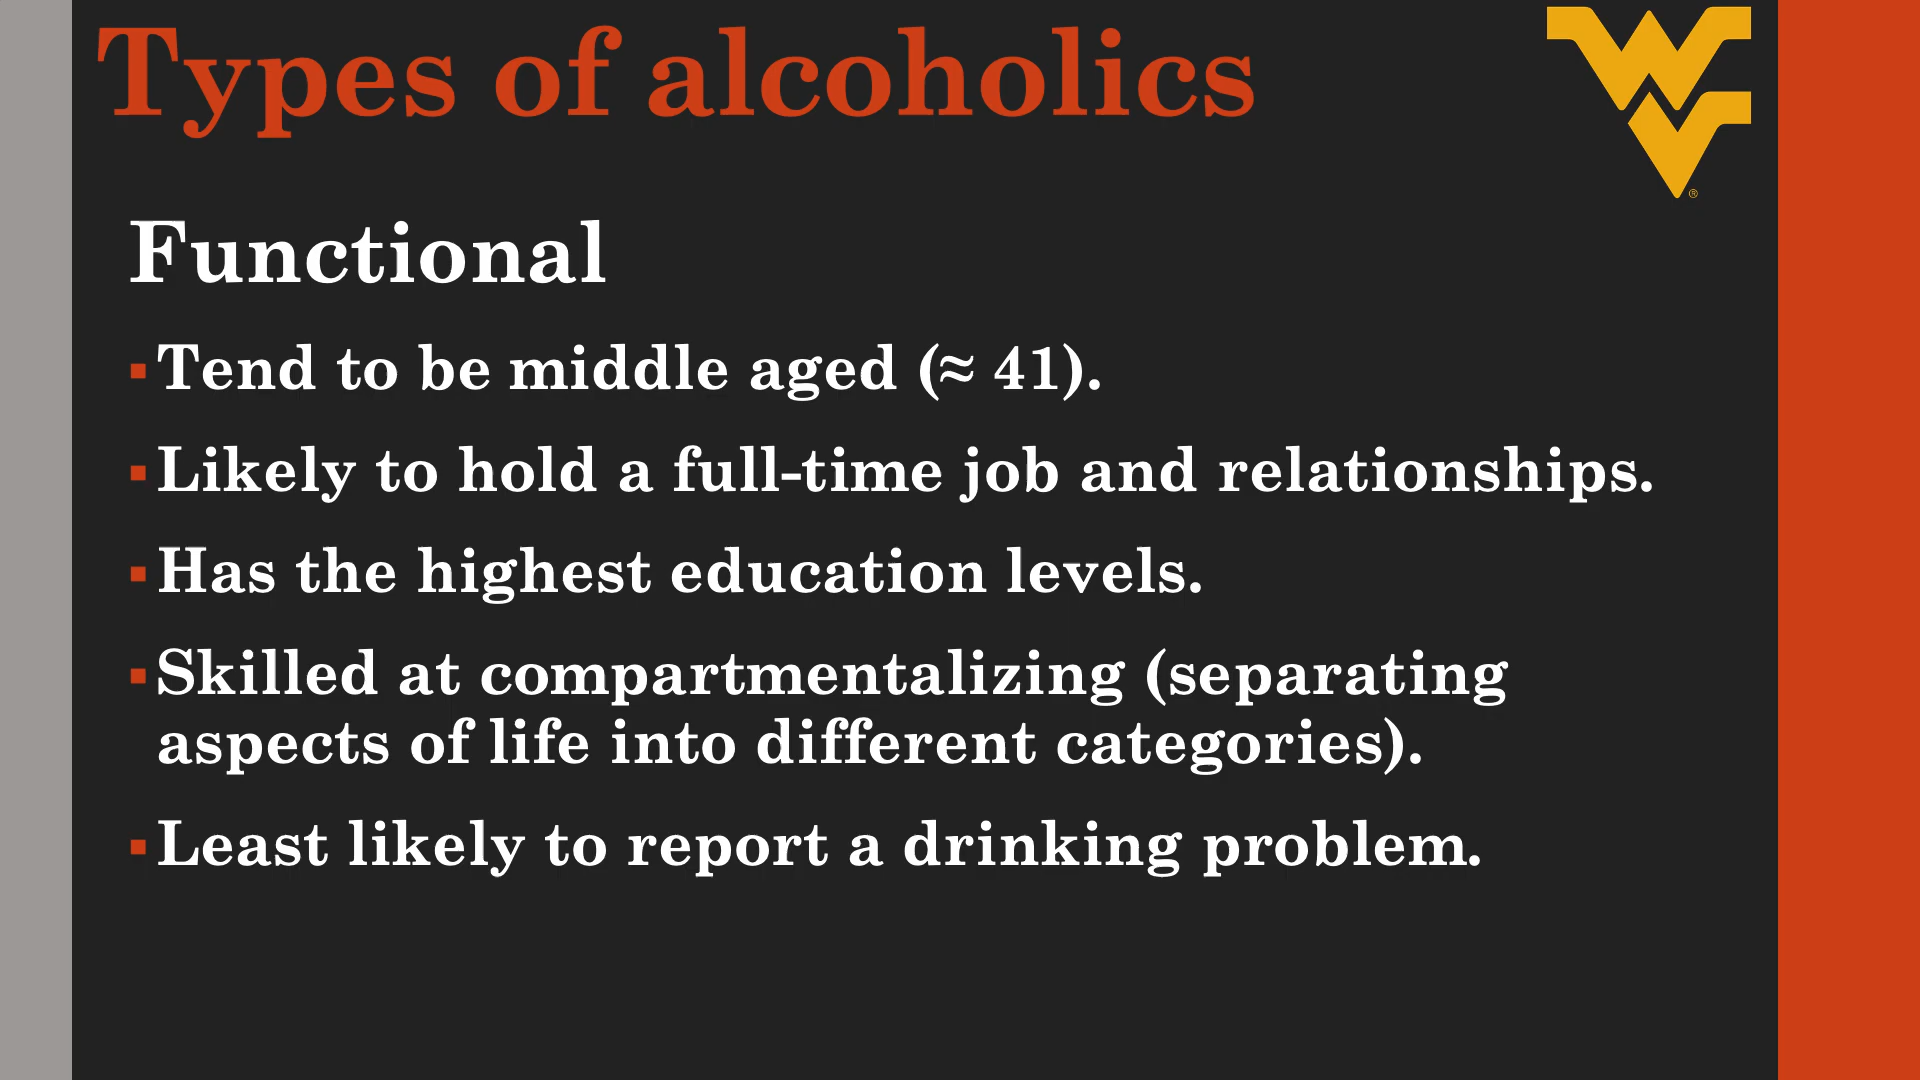 Types of alcoholics
Functional
▪Tend to be middle aged (≈ 41).
▪Likely to hold a full-time job and relationships.
▪Has the highest education levels.
▪Skilled at compartmentalizing (separating
aspects of life into different categories).
▪Least likely to report a drinking problem.
WV
®